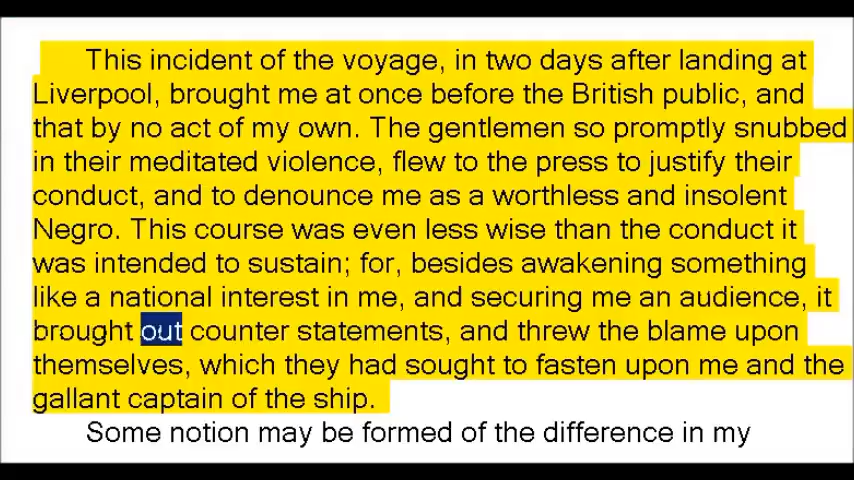 This incident of the voyage, in two days after landing at
Liverpool, brought me at once before the British public, and
that by no act of my own. The gentlemen so promptly snubbed
in their meditated violence, flew to the press to justify their
conduct, and to denounce me as a worthless and insolent
Negro. This course was even less wise than the conduct it
was intended to sustain; for, besides awakening something
like a national interest in me, and securing me an audience, it
brought out counter statements, and threw the blame upon
themselves, which they had sought to fasten upon me and the
gallant captain of the ship.
Some notion may be formed of the difference in my